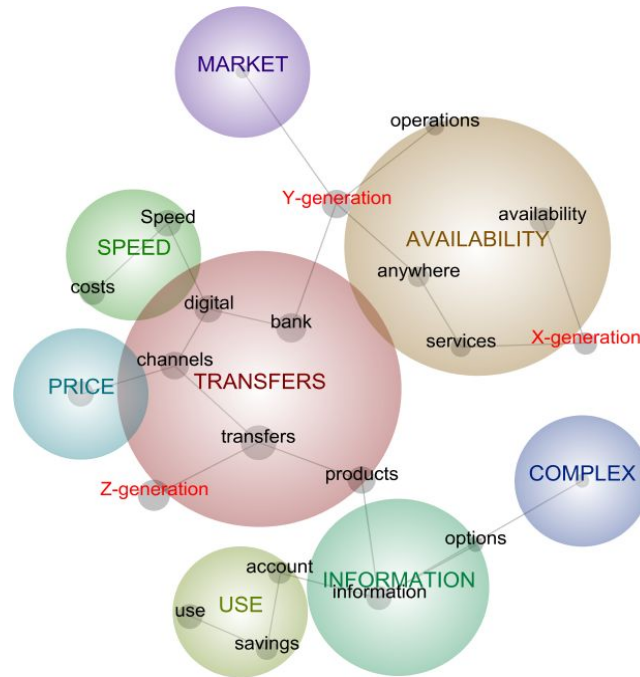 MARKET
operations
Y-generation
Speed
availability
SPEED
AVAILABILITY
anywhere
costs
digital
bank
services
X-generation
channels
PRICE
TRANSFERS
transfers
products
COMPLEX
Z-generation
options
account
INFORMATION
information
use
USE
savings